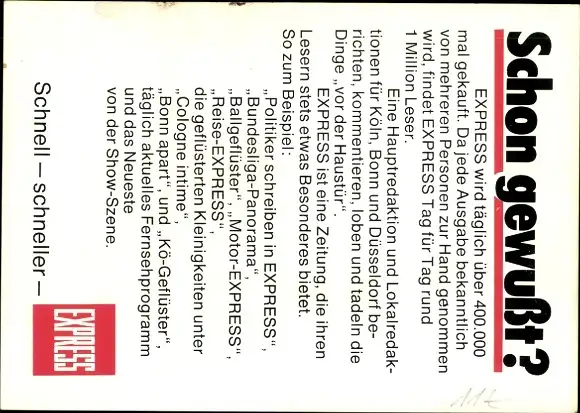 Schon gewußt?
EXPRESS wird täglich über 400.000
mal gekauft. Da jede Ausgabe bekanntlich
von mehreren Personen zur Hand genommen
wird, findet EXPRESS Tag für Tag rund
1 Million Leser.
Eine Hauptredaktion und Lokalredak-
tionen für Köln, Bonn und Düsseldorf be-
richten, kommentieren, loben und tadeln die
Dinge „vor der Haustür“.
EXPRESS ist eine Zeitung, die ihren
Lesern stets etwas Besonderes bietet.
So zum Beispiel:
„Politiker schreiben in EXPRESS“,
„Bundesliga-Panorama“,
„Ballgeflüster“, „Motor-EXPRESS“,
„Reise-EXPRESS“,
die geflüsterten Kleinigkeiten unter
„Cologne intime“,
„Bonn apart“, und „Kö-Geflüster“,
täglich aktuelles Fernsehprogramm
und das Neueste
von der Show-Szene.
Schnell – schneller – EXPRESS